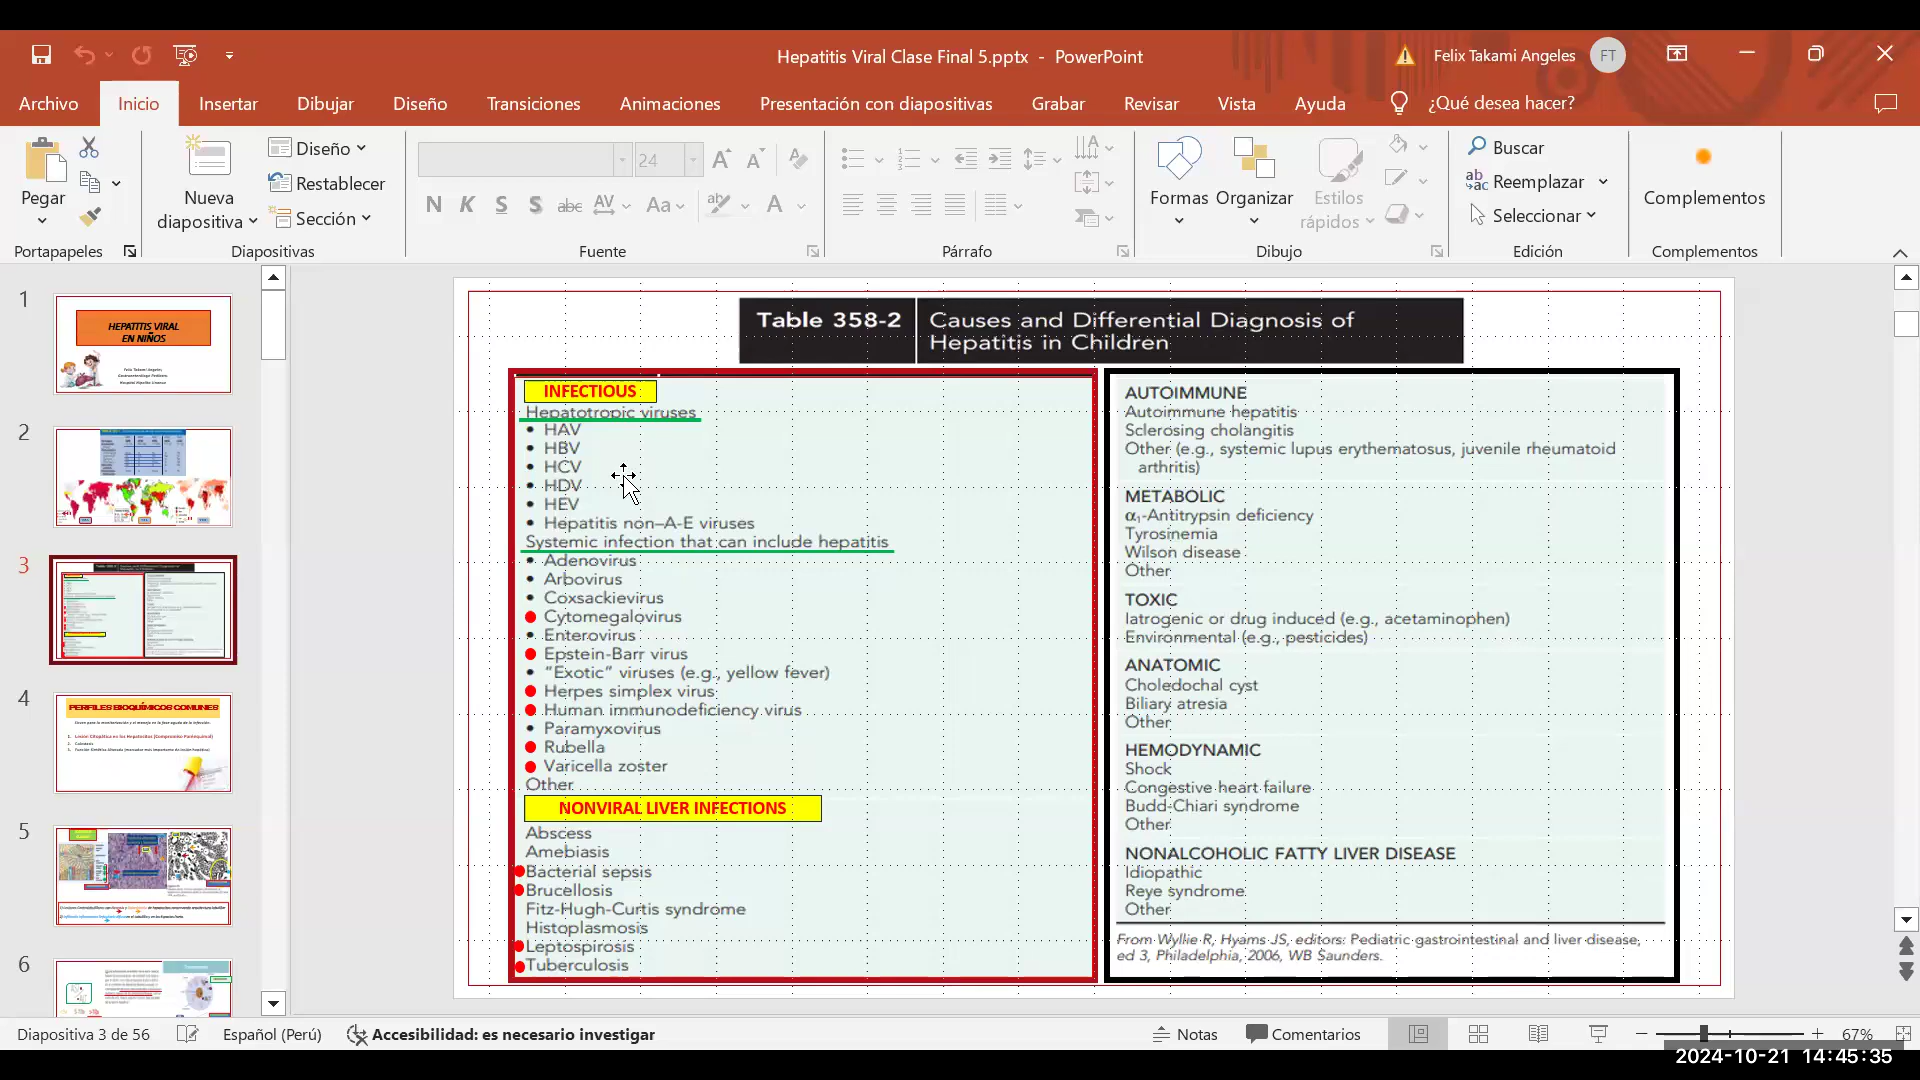 Hepatitis Viral Clase Final 5.pptx - PowerPoint
Felix Takami Angeles
FT
Archivo
Inicio
Insertar
Dibujar
Diseño
Transiciones
Animaciones
Presentación con diapositivas
Grabar
Revisar
Vista
Ayuda
¿Qué desea hacer?
Pegar
Portapapeles
Nueva
diapositiva
Diseño
Restablecer
Sección
Diapositivas
24
N K S S abc AV Aa A
Fuente
Párrafo
Formas
Organizar
Estilos
rápidos
Dibujo
Buscar
Reemplazar
Seleccionar
Edición
Complementos
Complementos
1
HEPATITIS VIRAL
EN NIÑOS
Felix Takami Angeles
2
3
4
PERFILES BIOQUÍMICOS COMUNES
5
6
Table 358-2
Causes and Differential Diagnosis of
Hepatitis in Children
INFECTIOUS
Hepatotropic viruses
• HAV
• HBV
• HCV
• HDV
• HEV
• Hepatitis non–A-E viruses
Systemic infection that can include hepatitis
• Adenovirus
• Arbovirus
• Coxsackievirus
• Cytomegalovirus
• Enterovirus
• Epstein-Barr virus
• “Exotic” viruses (e.g., yellow fever)
• Herpes simplex virus
• Human immunodeficiency virus
• Paramyxovirus
• Rubella
• Varicella zoster
Other
NONVIRAL LIVER INFECTIONS
Abscess
Amebiasis
Bacterial sepsis
Brucellosis
Fitz-Hugh-Curtis syndrome
Histoplasmosis
Leptospirosis
Tuberculosis
AUTOIMMUNE
Autoimmune hepatitis
Sclerosing cholangitis
Other (e.g., systemic lupus erythematosus, juvenile rheumatoid
arthritis)
METABOLIC
α₁-Antitrypsin deficiency
Tyrosinemia
Wilson disease
Other
TOXIC
Iatrogenic or drug induced (e.g., acetaminophen)
Environmental (e.g., pesticides)
ANATOMIC
Choledochal cyst
Biliary atresia
Other
HEMODYNAMIC
Shock
Congestive heart failure
Budd-Chiari syndrome
Other
NONALCOHOLIC FATTY LIVER DISEASE
Idiopathic
Reye syndrome
Other
From Wyllie R, Hyams JS, editors: Pediatric gastrointestinal and liver disease,
ed 3, Philadelphia, 2006, WB Saunders.
Diapositiva 3 de 56
Español (Perú)
Accesibilidad: es necesario investigar
Notas
Comentarios
67%
2024-10-21 14:45:35